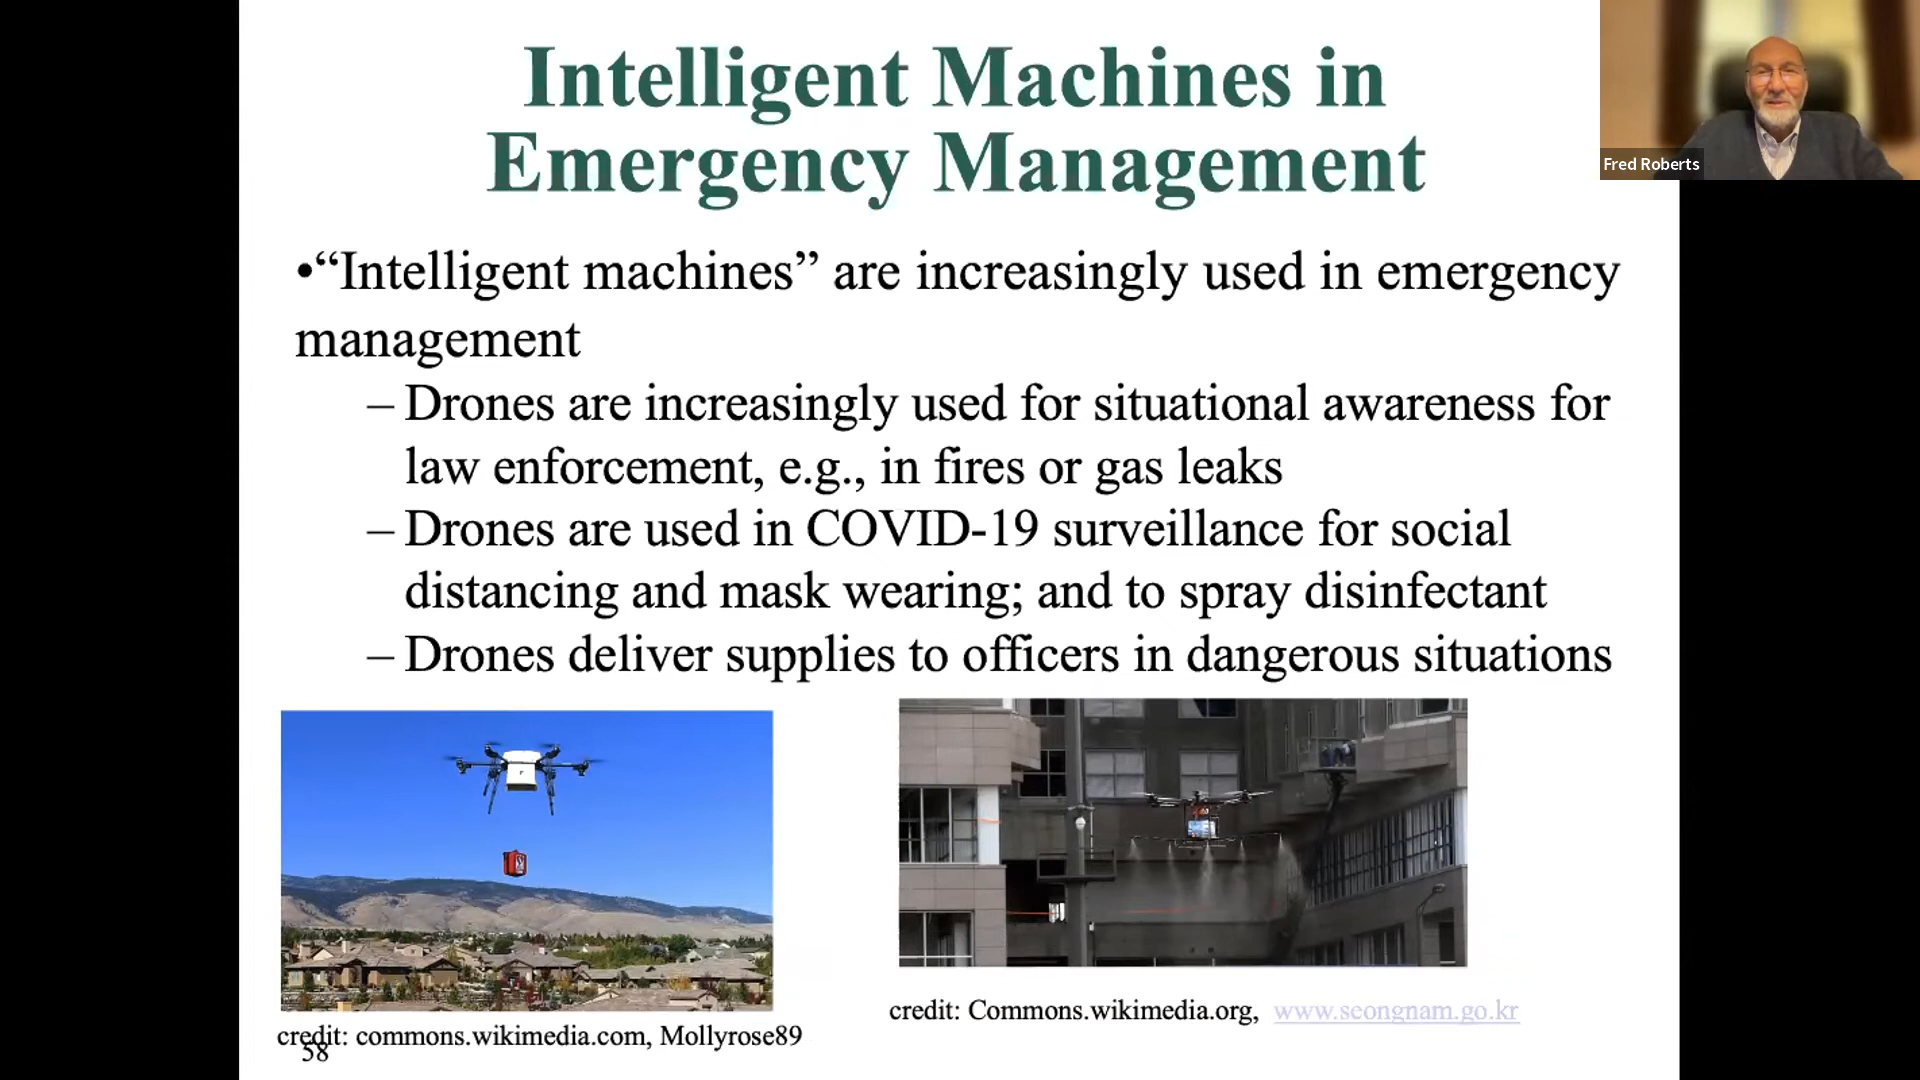 Intelligent Machines in
Emergency Management
Fred Roberts
•“Intelligent machines” are increasingly used in emergency
management
– Drones are increasingly used for situational awareness for
law enforcement, e.g., in fires or gas leaks
– Drones are used in COVID-19 surveillance for social
distancing and mask wearing; and to spray disinfectant
– Drones deliver supplies to officers in dangerous situations
credit: Commons.wikimedia.org, www.seongnam.go.kr
credit: commons.wikimedia.com, Mollyrose89
58